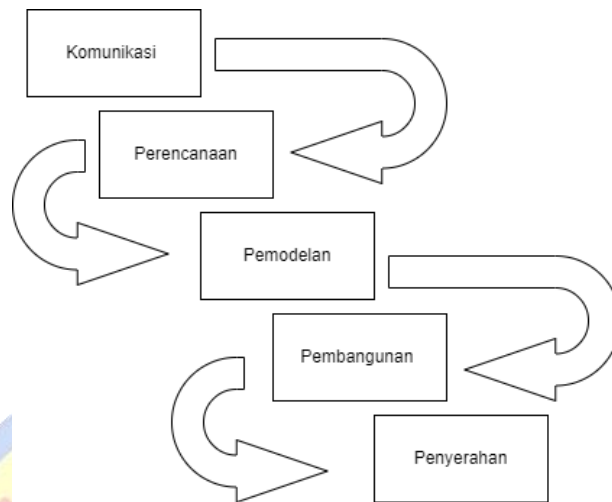 Komunikasi
Perencanaan
Pemodelan
Pembangunan
Penyerahan